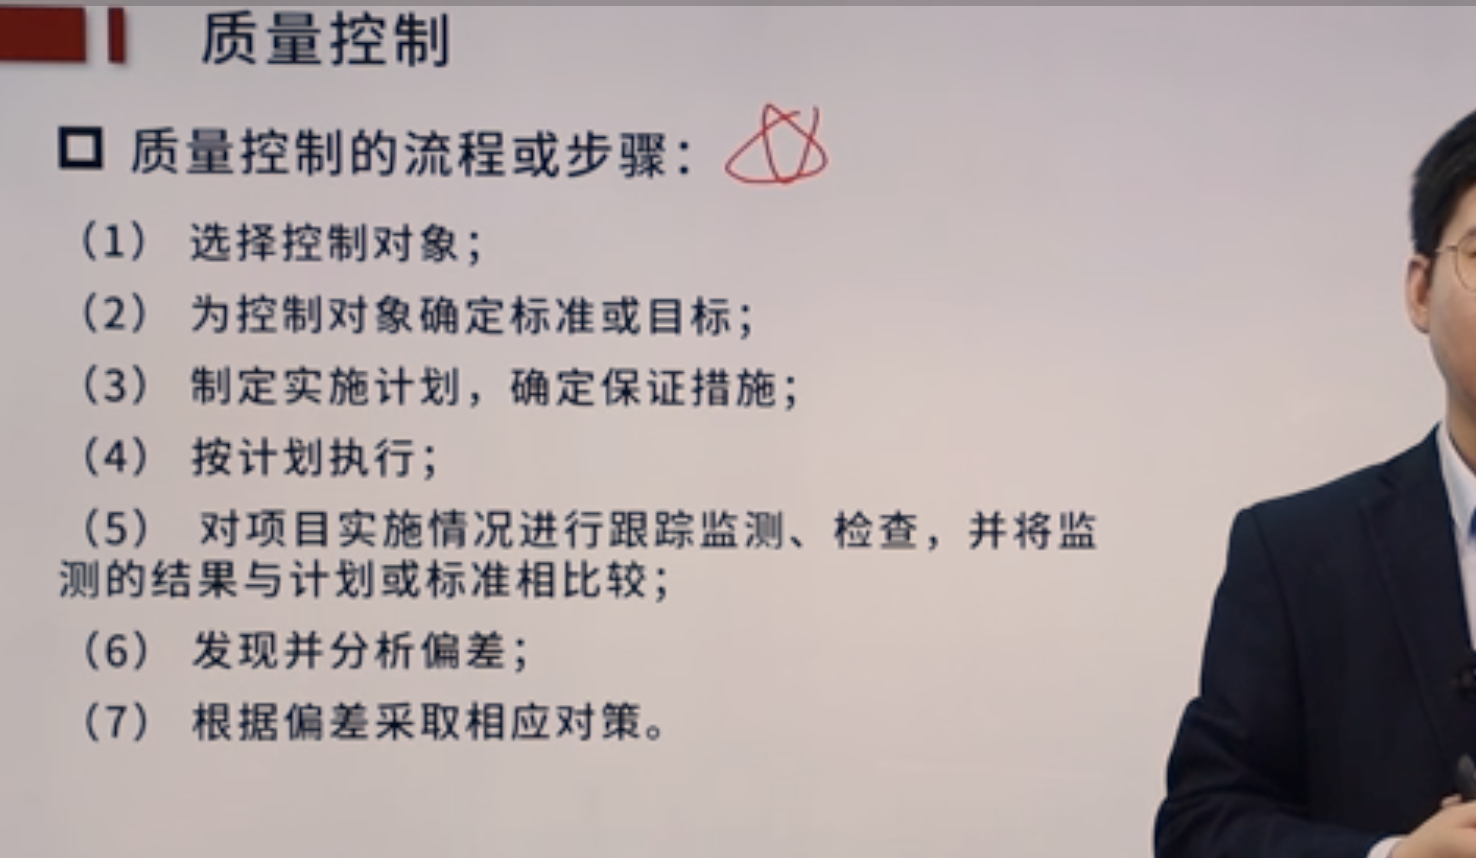 质量控制
质量控制的流程或步骤：
（1） 选择控制对象；
（2） 为控制对象确定标准或目标；
（3） 制定实施计划，确定保证措施；
（4） 按计划执行；
（5） 对项目实施情况进行跟踪监测、检查，并将监
测的结果与计划或标准相比较；
（6） 发现并分析偏差；
（7） 根据偏差采取相应对策。